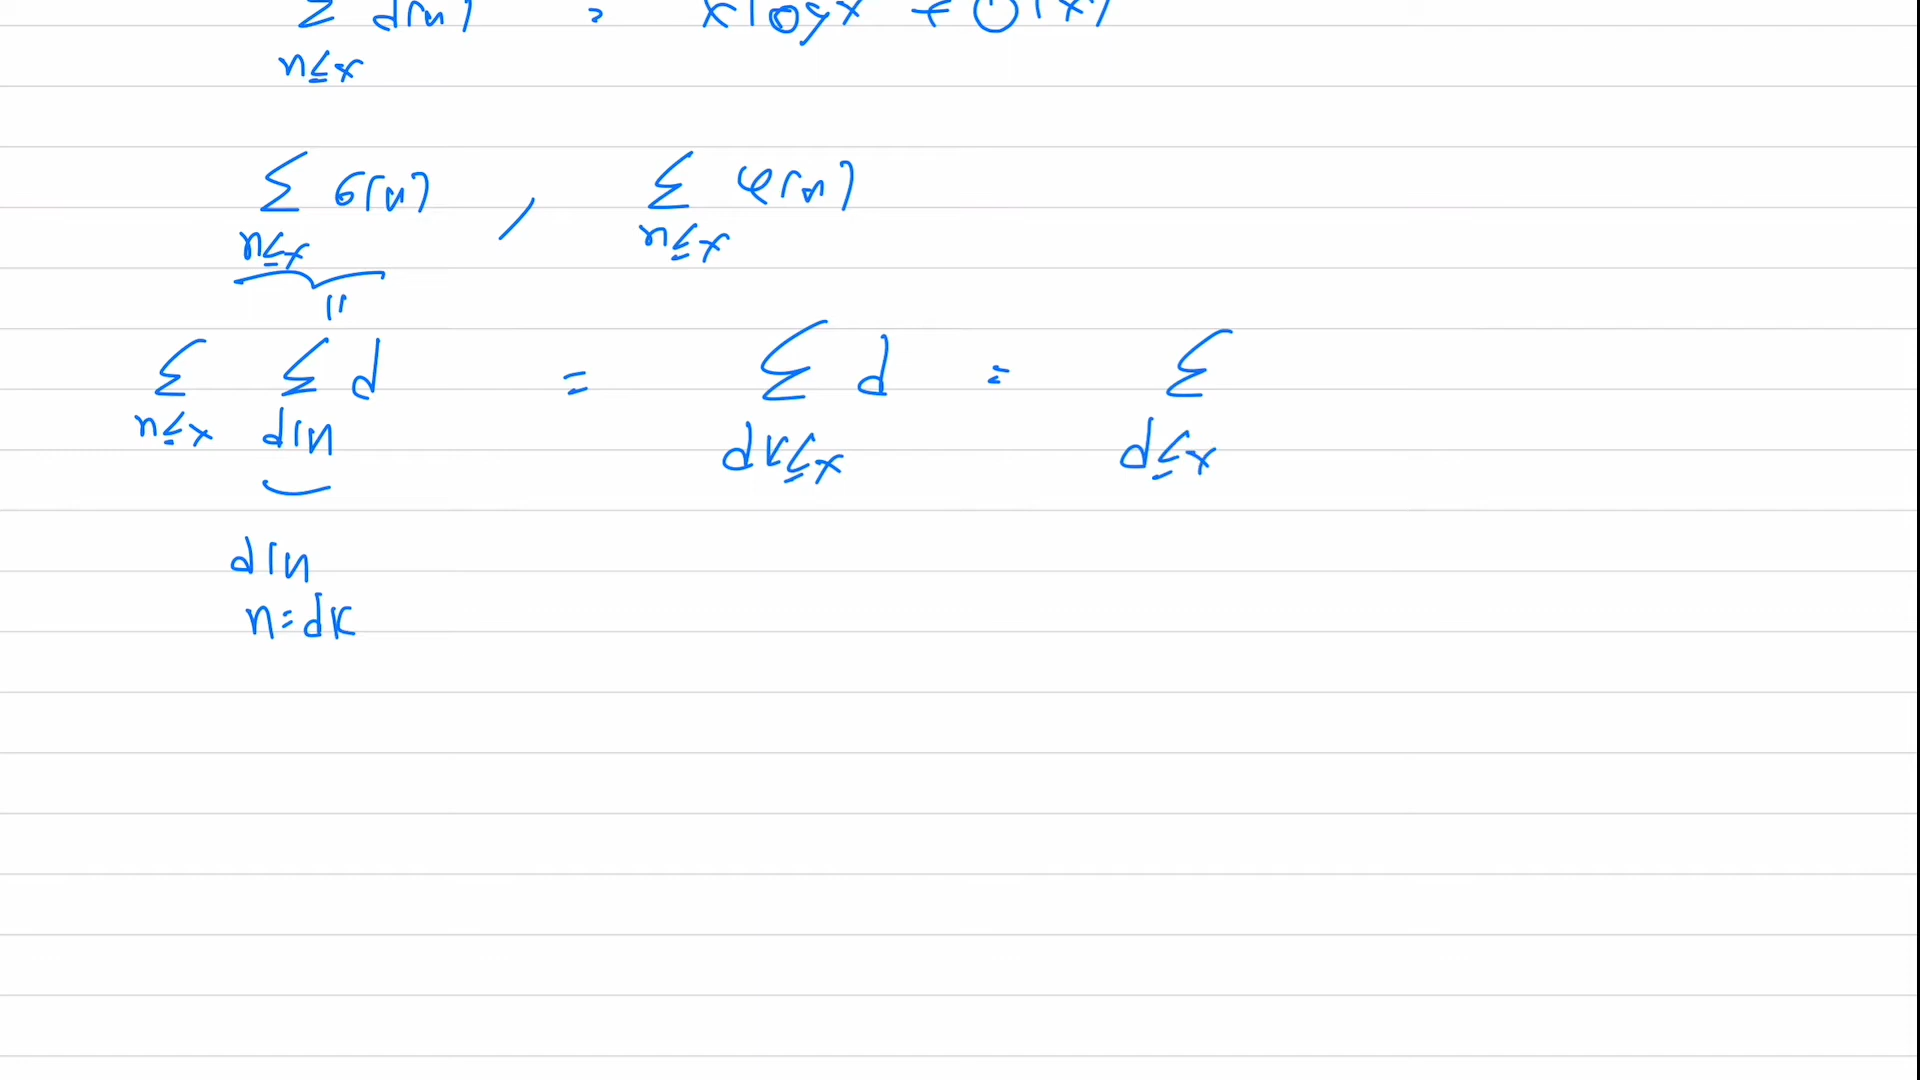 ∑ d(n) = x log x + O(x)
n≤x
∑ σ(n) , ∑ φ(n)
n≤x n≤x
"
∑ ∑ d = ∑ d = ∑
n≤x d|n dk≤x d≤x
d|n
n=dk